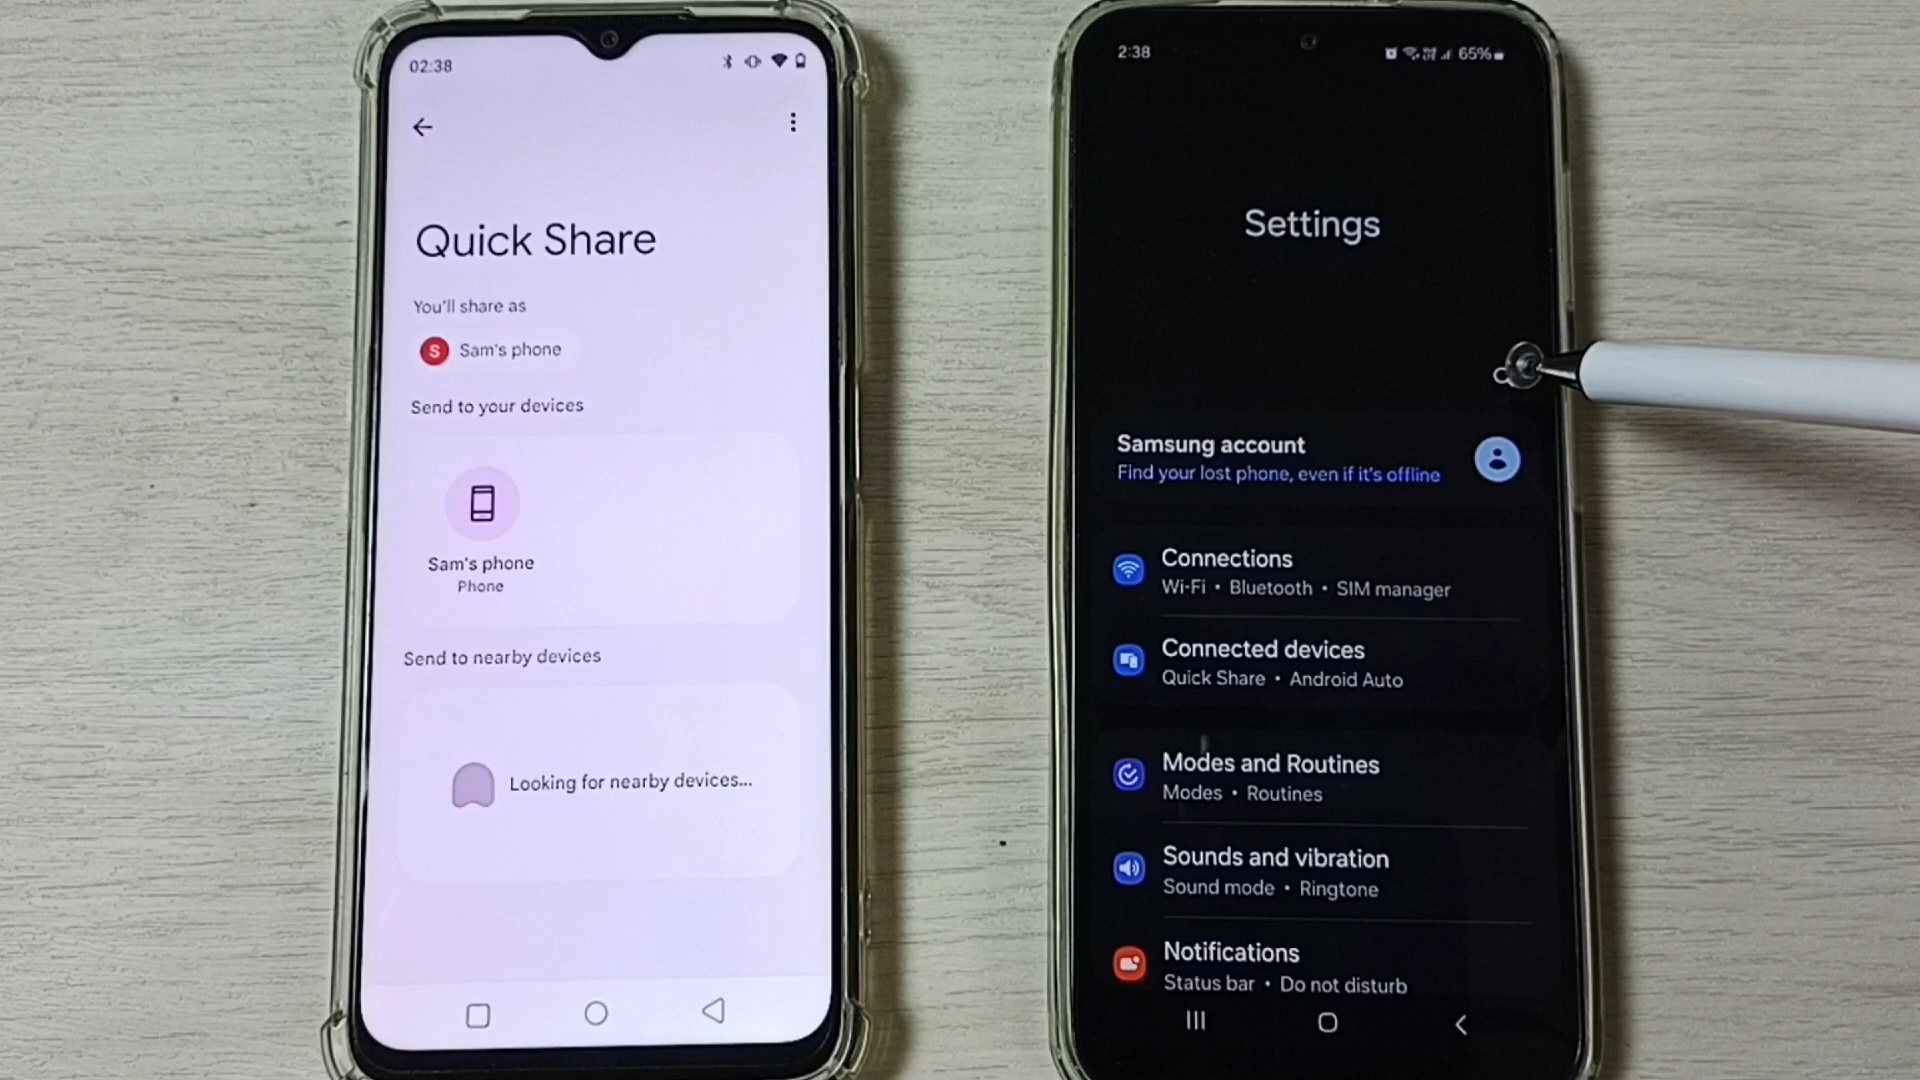 02:38
Quick Share
You'll share as
S Sam's phone
Send to your devices
Sam's phone
Phone
Send to nearby devices
Looking for nearby devices...
2:38
65%
Settings
Samsung account
Find your lost phone, even if it's offline
Connections
Wi-Fi • Bluetooth • SIM manager
Connected devices
Quick Share • Android Auto
Modes and Routines
Modes • Routines
Sounds and vibration
Sound mode • Ringtone
Notifications
Status bar • Do not disturb